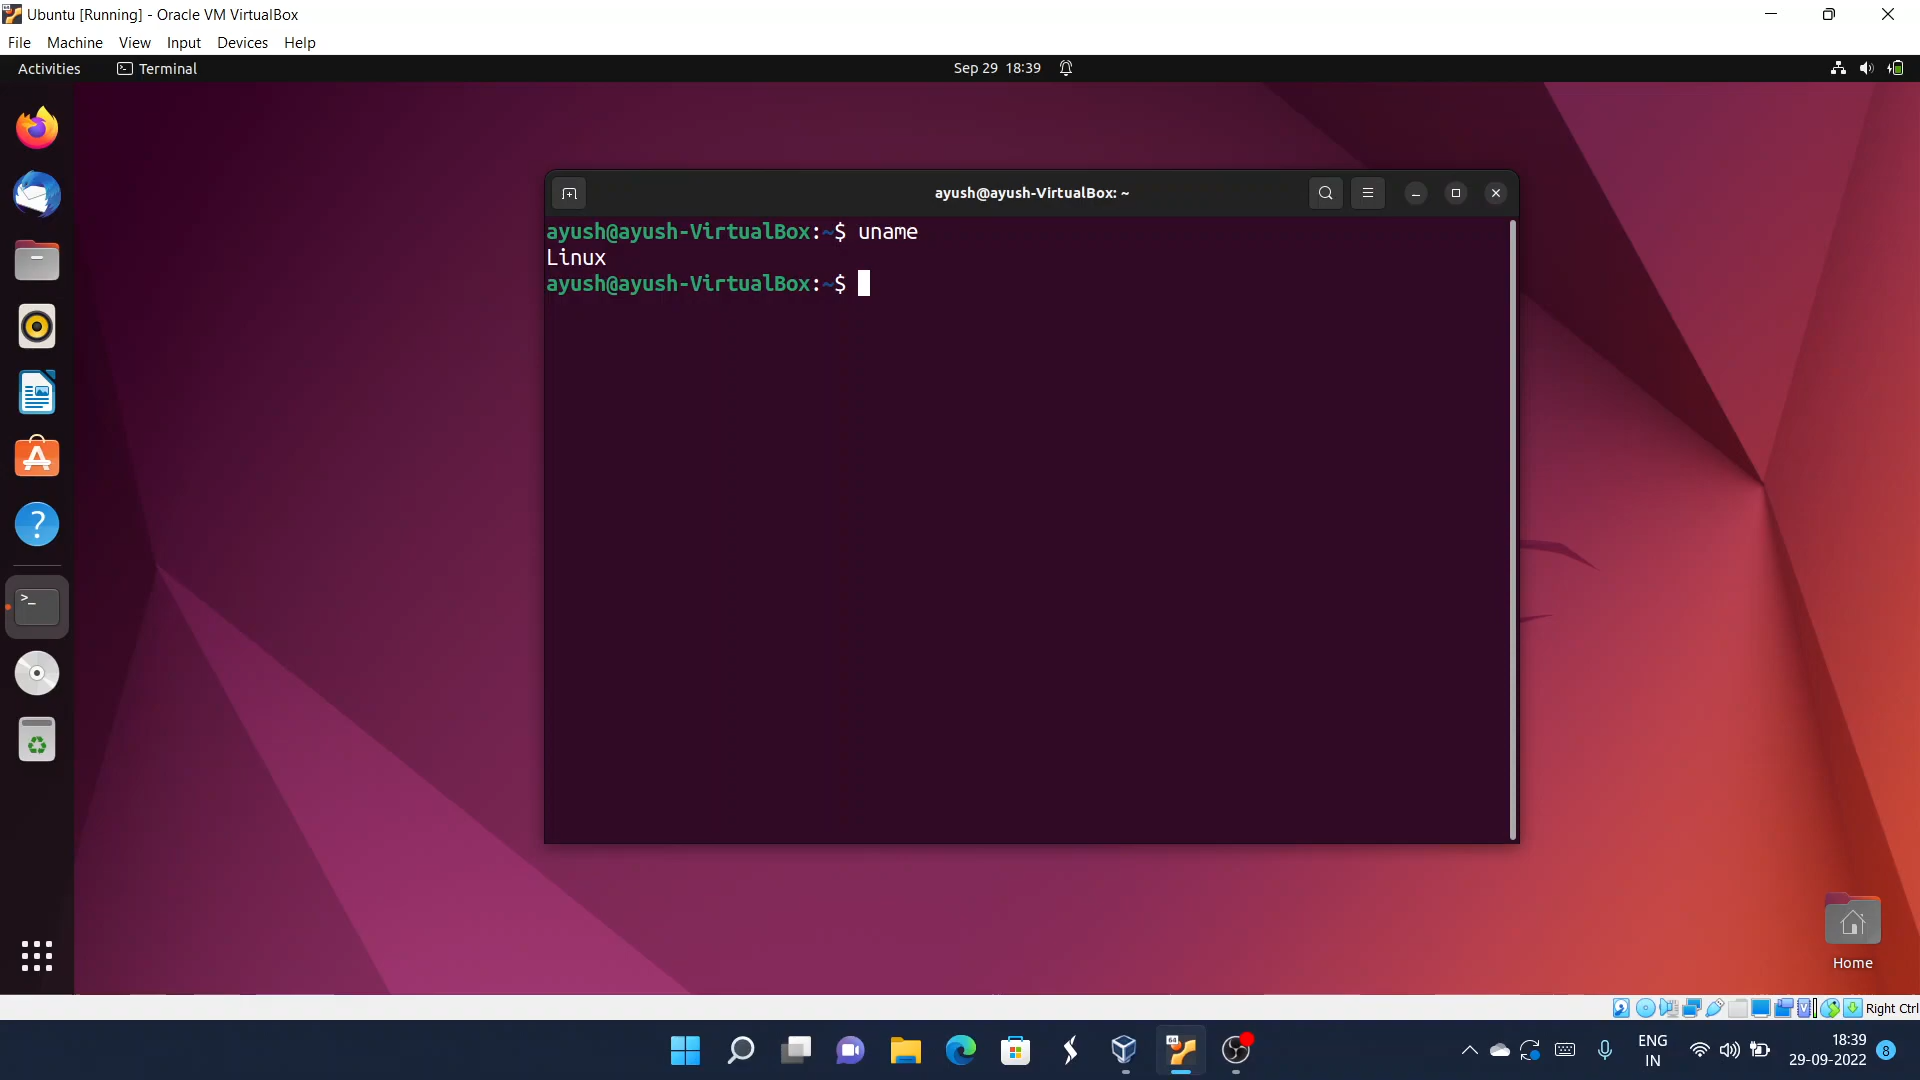 Ubuntu [Running] - Oracle VM VirtualBox
File Machine View Input Devices Help
Activities Terminal Sep 29 18:39
ayush@ayush-VirtualBox: ~
ayush@ayush-VirtualBox:~$ uname
Linux
ayush@ayush-VirtualBox:~$
Home
Right Ctrl
ENG
IN
18:39
29-09-2022
8